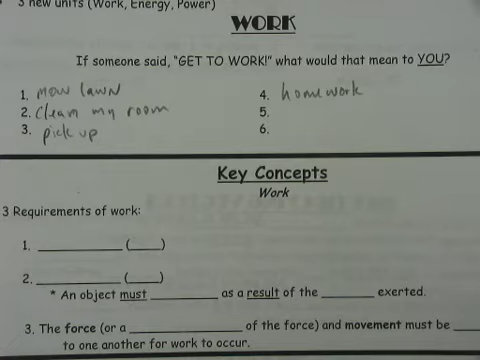 3 new units (Work, Energy, Power)
WORK
If someone said, "GET TO WORK!" what would that mean to YOU?
1. mow lawn
2. clean my room
3. pick up
4. homework
5.
6.
Key Concepts
Work
3 Requirements of work:
1. ____________ (____)
2. ____________ (____)
* An object must __________ as a result of the ________ exerted.
3. The force (or a ________________ of the force) and movement must be ____
to one another for work to occur.